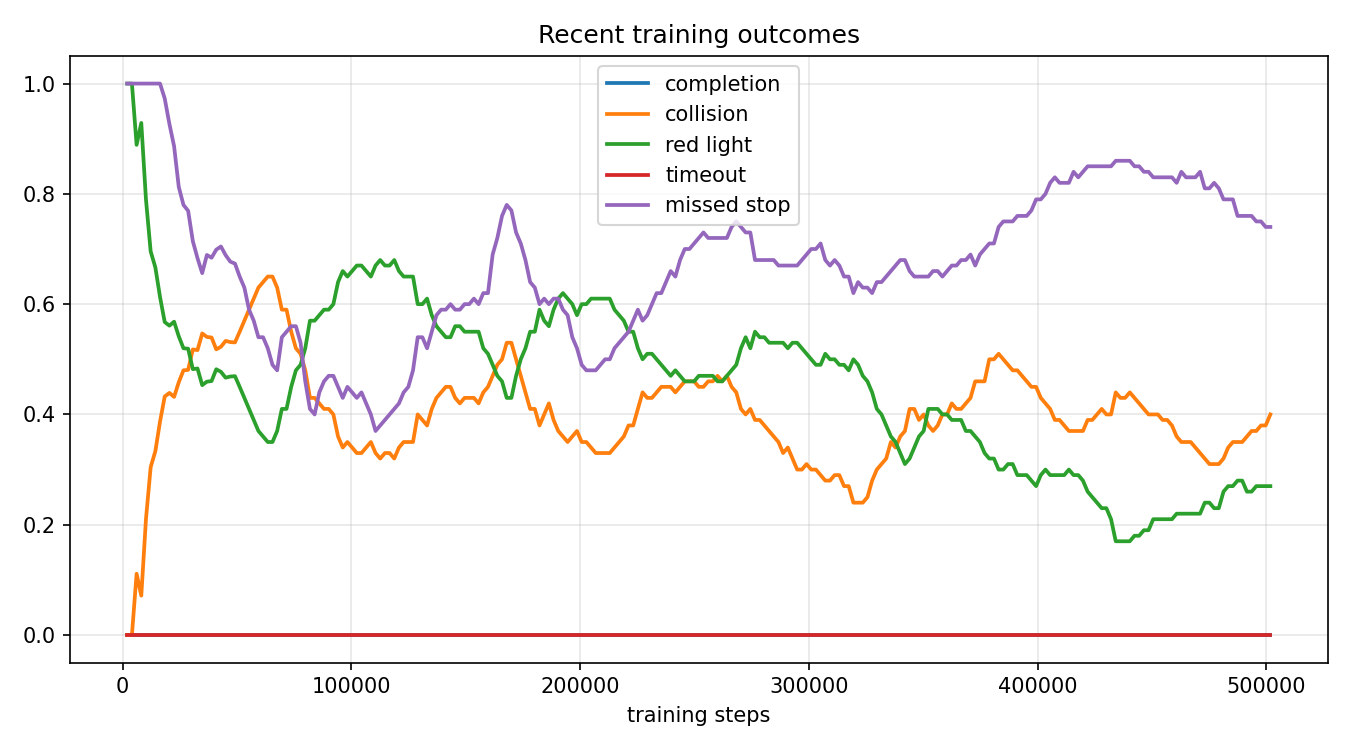 Recent training outcomes
completion
collision
red light
timeout
missed stop
1.0
0.8
0.6
0.4
0.2
0.0
0
100000
200000
300000
400000
500000
training steps